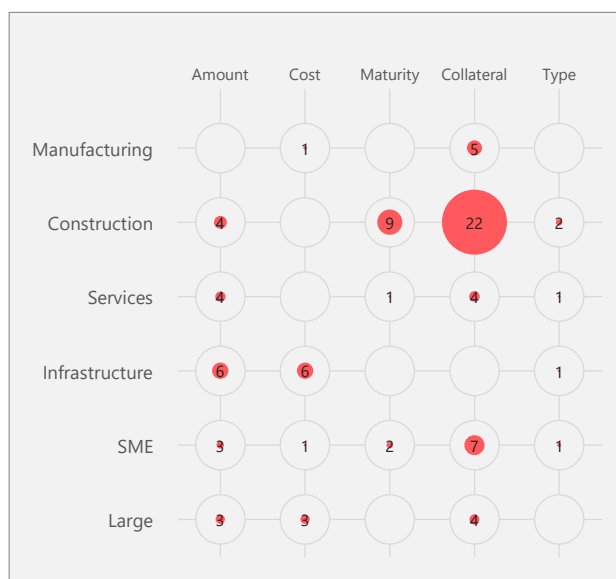 Amount Cost Maturity Collateral Type
Manufacturing 1 5
Construction 4 9 22 2
Services 4 1 4 1
Infrastructure 6 6 1
SME 3 1 2 7 1
Large 3 3 4